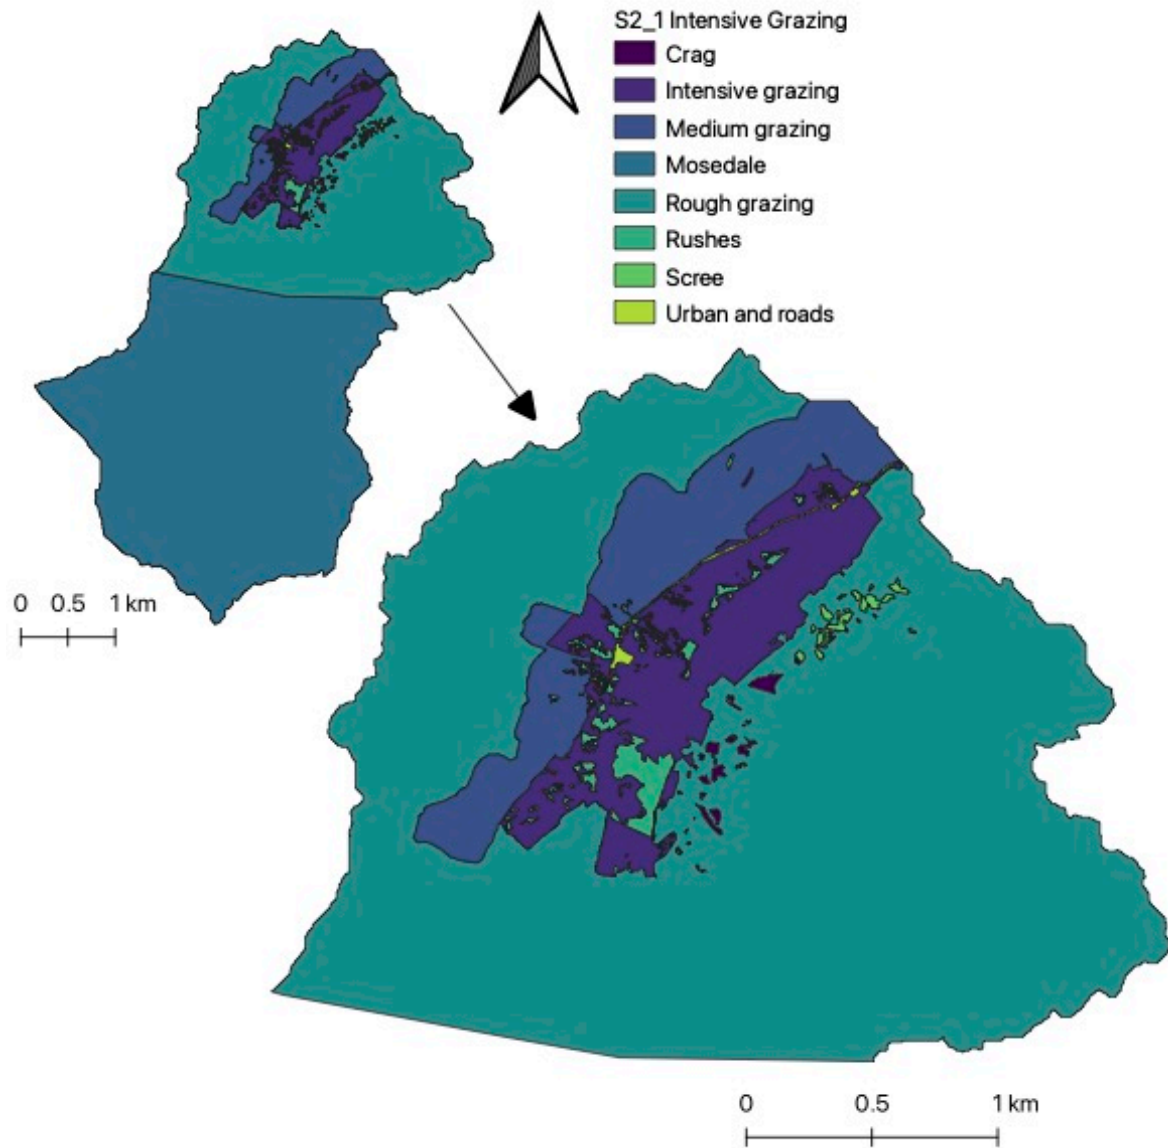 S2_1 Intensive Grazing
Crag
Intensive grazing
Medium grazing
Mosedale
Rough grazing
Rushes
Scree
Urban and roads
0 0.5 1 km
0 0.5 1 km